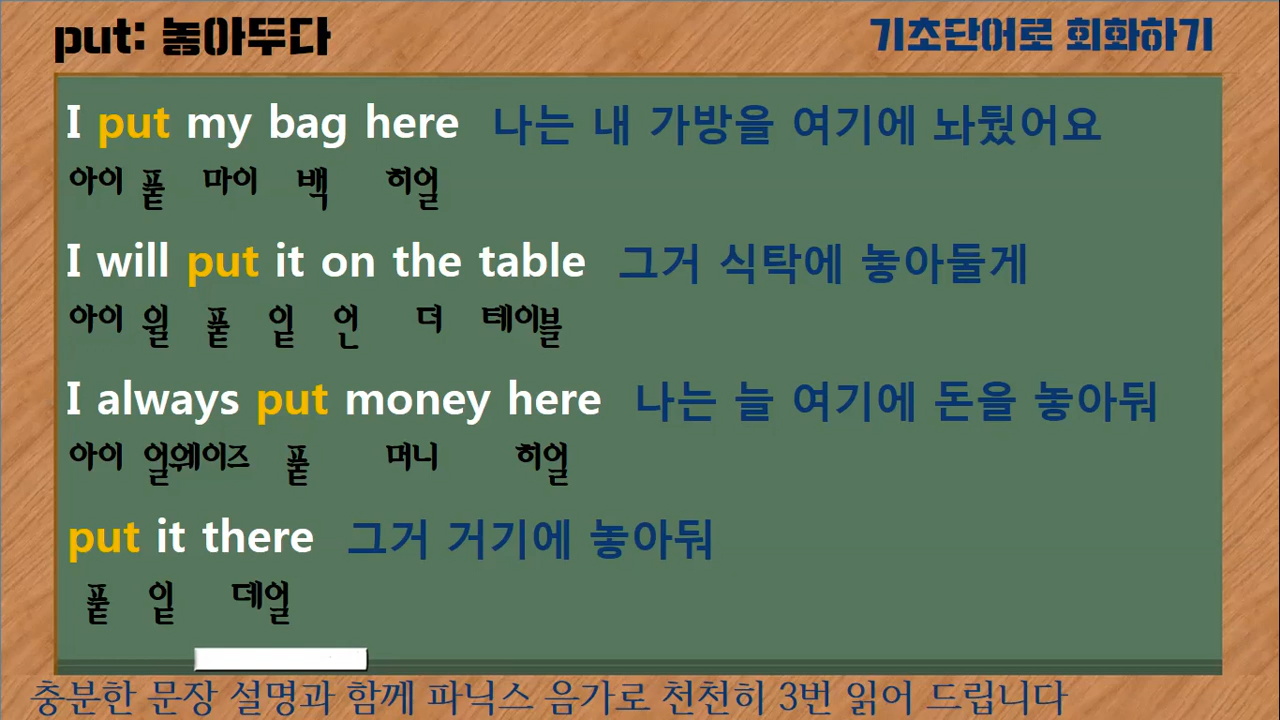 put: 놓아두다 기초단어로 회화하기
I put my bag here 나는 내 가방을 여기에 놔뒀어요
아이 풑 마이 백 히얼
I will put it on the table 그거 식탁에 놓아둘게
아이 윌 풑 잍 언 더 테이블
I always put money here 나는 늘 여기에 돈을 놓아둬
아이 얼웨이즈 풑 머니 히얼
put it there 그거 거기에 놓아둬
풑 잍 데얼
충분한 문장 설명과 함께 파닉스 음가로 천천히 3번 읽어 드립니다